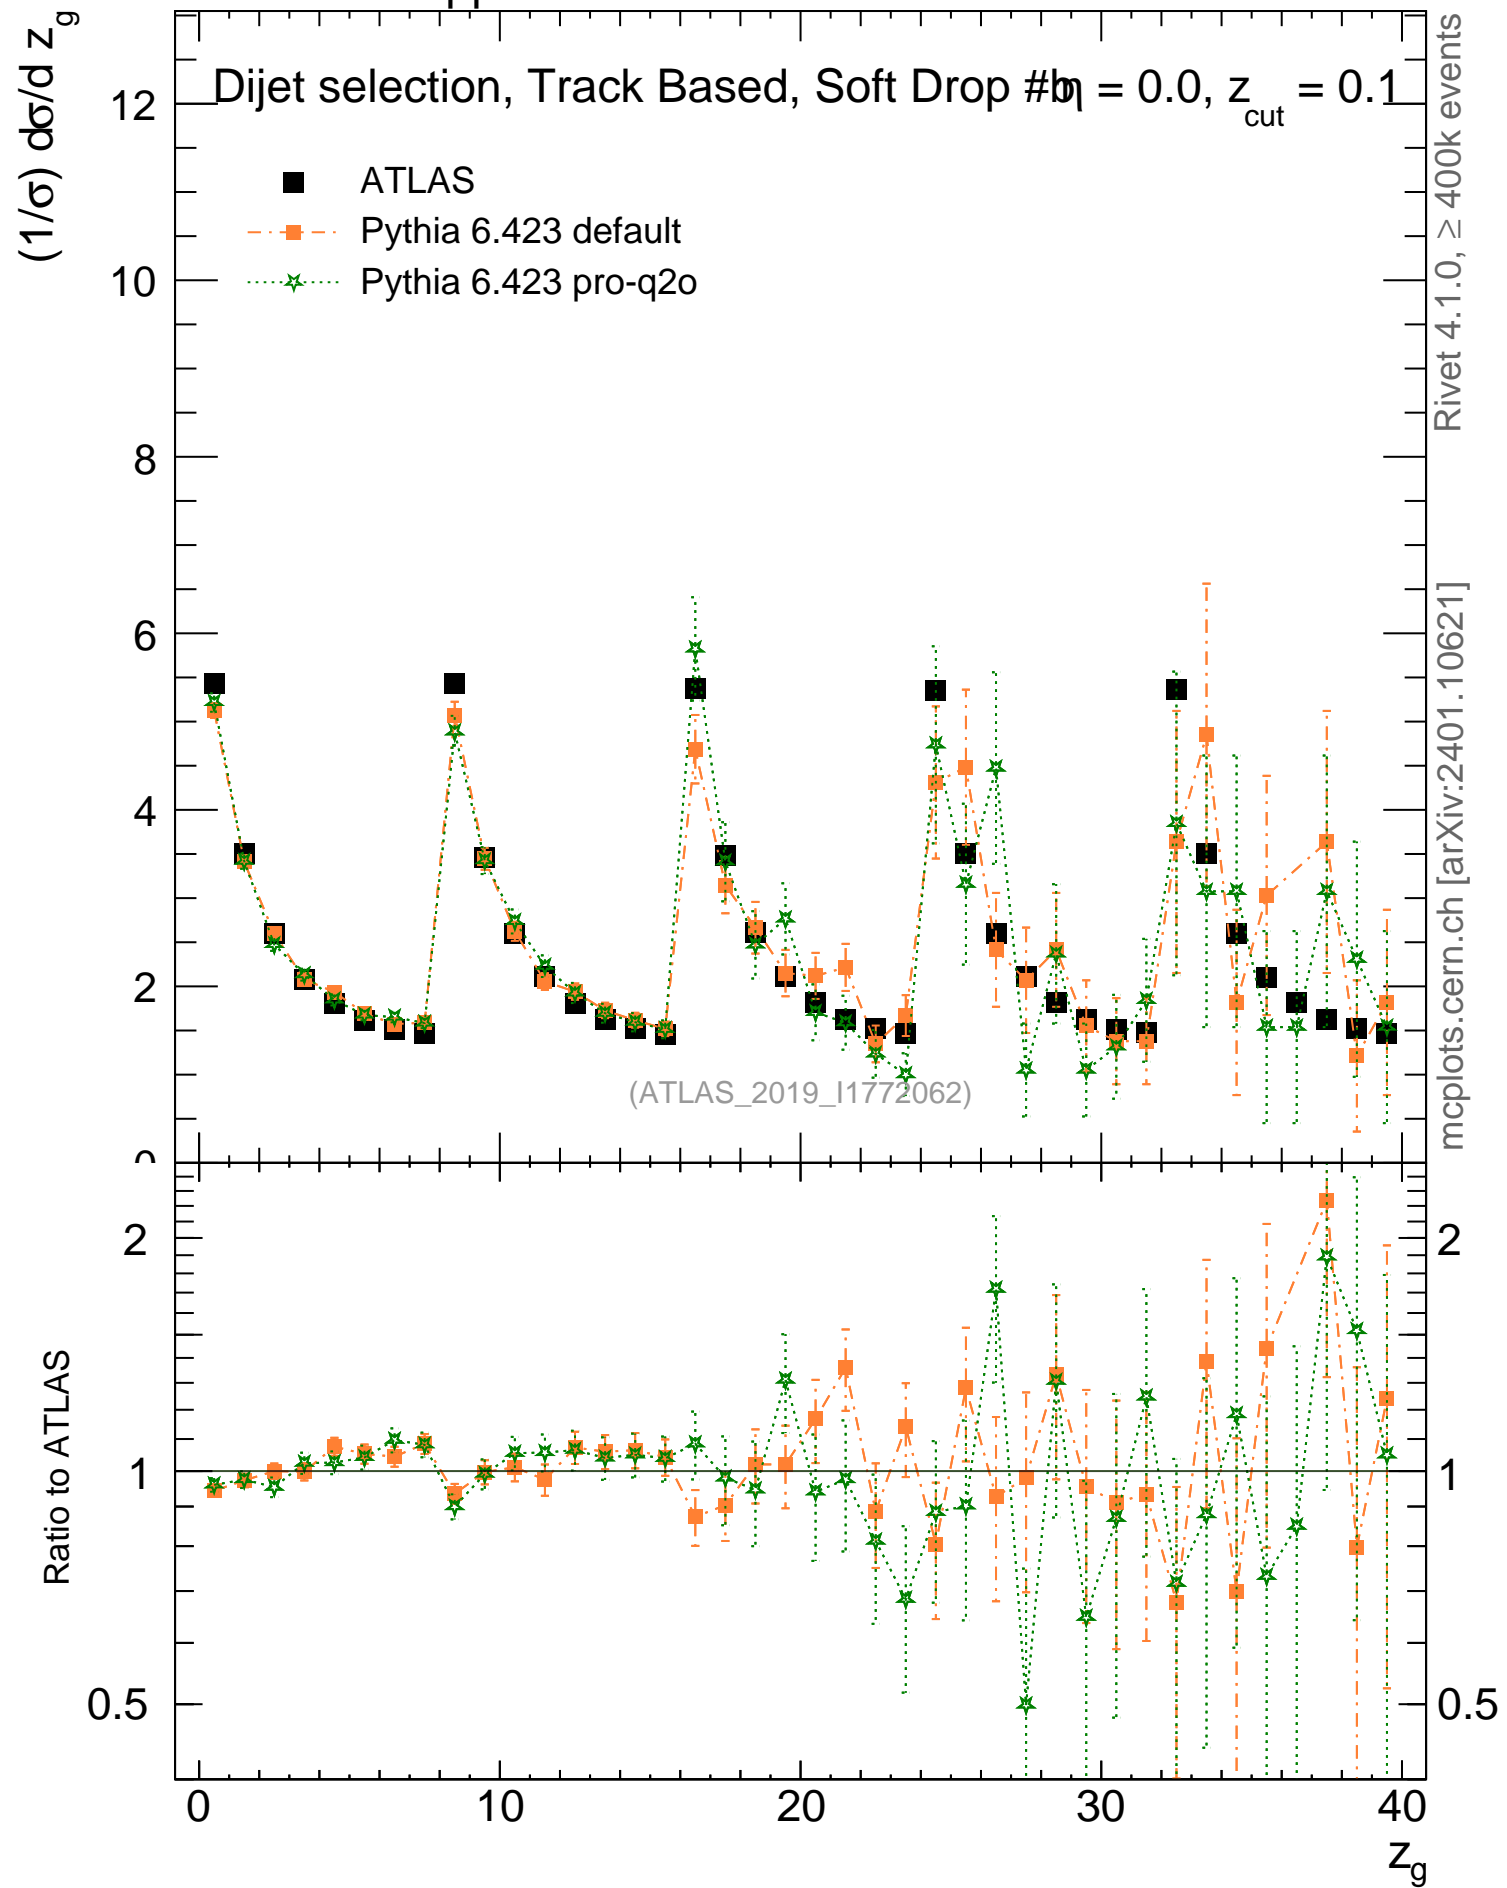 pp
(1/σ) dσ/d z_g
Dijet selection, Track Based, Soft Drop #bη = 0.0, z_cut = 0.1
ATLAS
Pythia 6.423 default
Pythia 6.423 pro-q2o
12
10
8
6
4
2
0
(ATLAS_2019_I1772062)
Rivet 4.1.0, ≥ 400k events
mcplots.cern.ch [arXiv:2401.10621]
Ratio to ATLAS
2
1
0.5
2
1
0.5
0
10
20
30
40
z_g